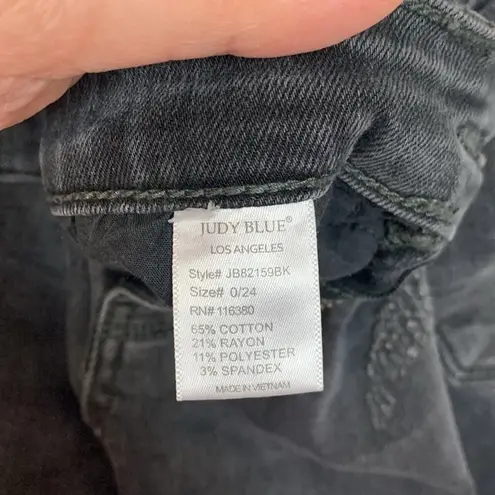 JUDY BLUE®
LOS ANGELES
Style# JB82159BK
Size# 0/24
RN# 116380
65% COTTON
21% RAYON
11% POLYESTER
3% SPANDEX
MADE IN VIETNAM